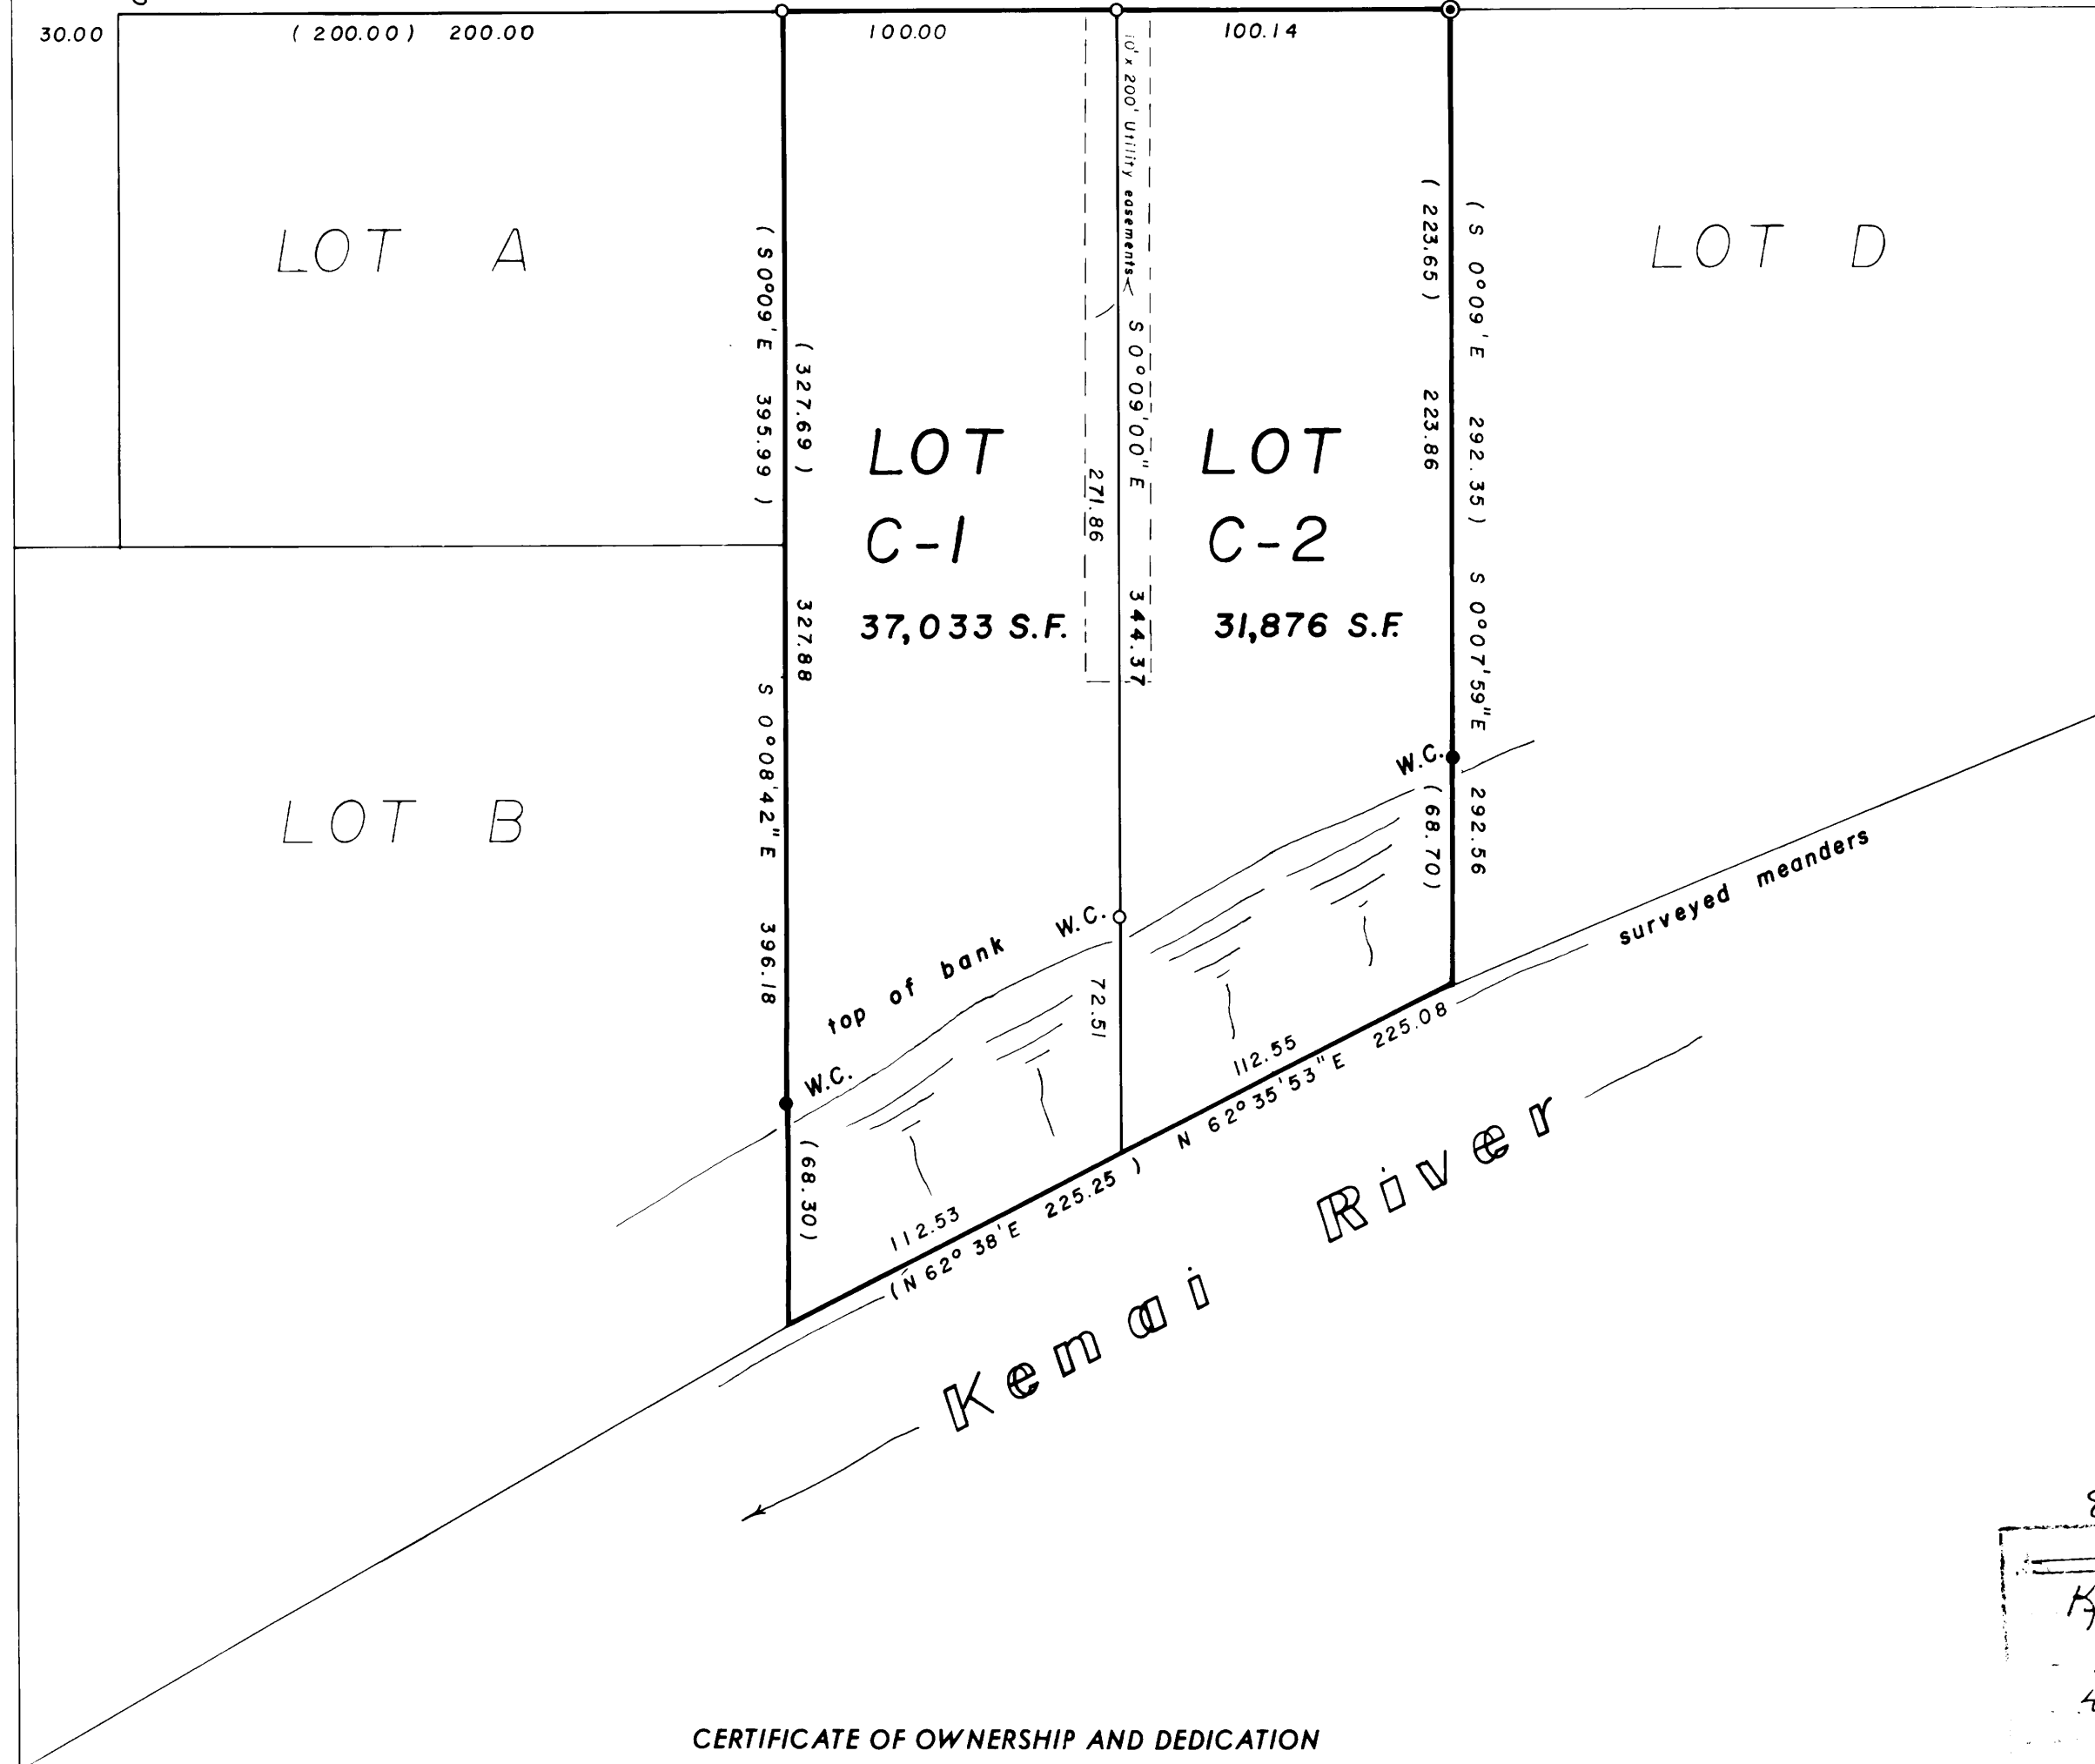 30.00
( 200.00 ) 200.00
100.00
100.14
10' x 200' Utility easements
LOT A
LOT D
( S 0°09'E 395.99 )
S 0°08'42"E 396.18
( 327.69 )
327.88
(68.30)
LOT
C-1
37,033 S.F.
271.86
S 0°09'00"E 344.37
72.51
LOT
C-2
31,876 S.F.
( 223.65 )
223.86
(68.70)
( S 0°09'E 292.35) S 0°07'59"E 292.56
LOT B
W.C.
W.C.
W.C.
top of bank
surveyed meanders
112.55
N 62° 35'53"E 225.08
112.53
(N 62° 38'E 225.25 )
Kenai River
CERTIFICATE OF OWNERSHIP AND DEDICATION